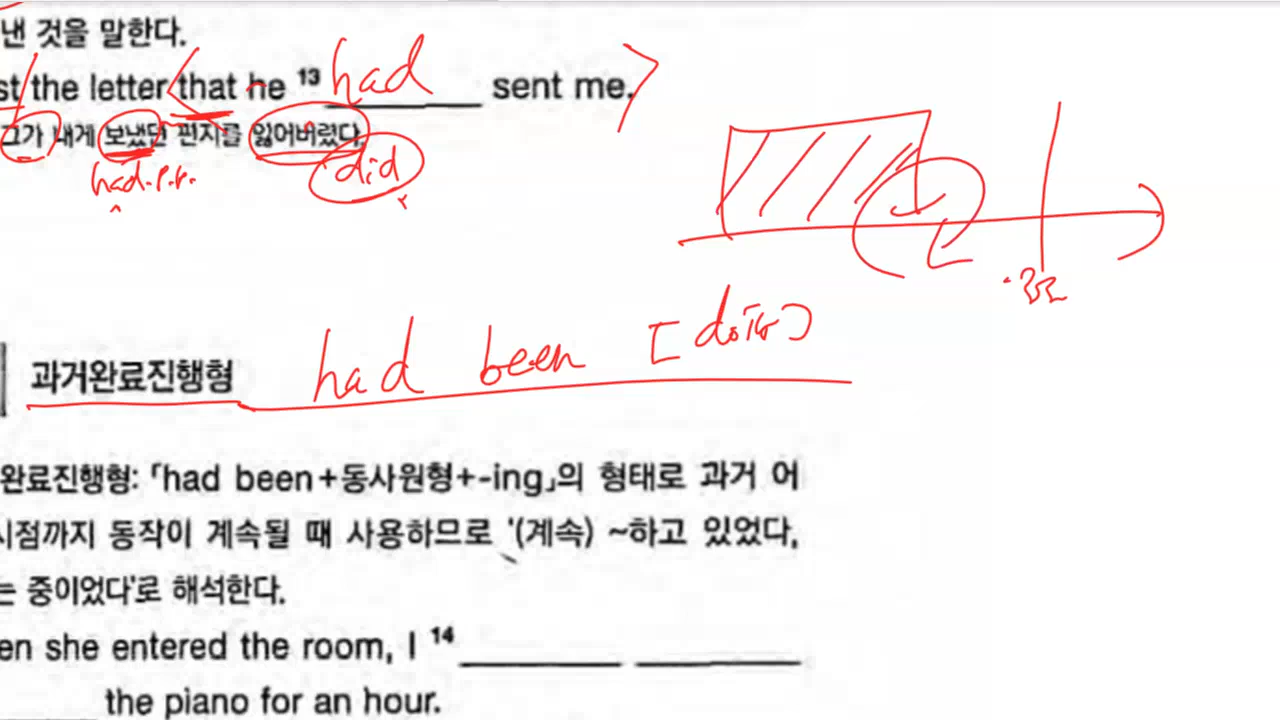 낸 것을 말한다.
st the letter that he 13 had sent me.
그가 내게 보냈던 편지를 잃어버렸다.
had.p.p. did
과거완료진행형 had been [doing]
완료진행형: 「had been+동사원형+-ing」의 형태로 과거 어
시점까지 동작이 계속될 때 사용하므로 '(계속) ~하고 있었다,
는 중이었다'로 해석한다.
en she entered the room, I 14
the piano for an hour.